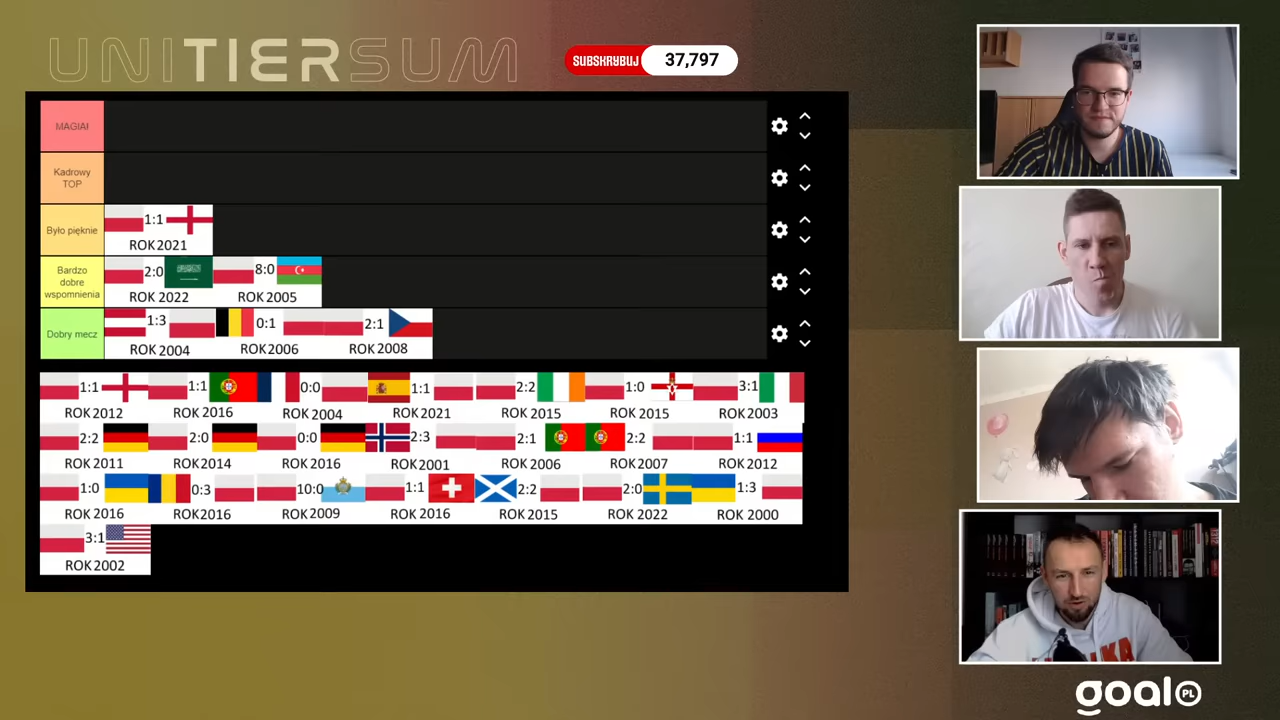 UNITIERSUM
SUBSKRYBUJ 37,797
MAGIA!
Kadrowy
TOP
Było pięknie
1:1
ROK 2021
Bardzo
dobre
wspomnienia
2:0 8:0
ROK 2022 ROK 2005
Dobry mecz
1:3 0:1 2:1
ROK 2004 ROK 2006 ROK 2008
1:1 1:1 0:0 1:1 2:2 1:0 3:1
ROK 2012 ROK 2016 ROK 2004 ROK 2021 ROK 2015 ROK 2015 ROK 2003
2:2 2:0 0:0 2:3 2:1 2:2 1:1
ROK 2011 ROK 2014 ROK 2016 ROK 2001 ROK 2006 ROK 2007 ROK 2012
1:0 0:3 10:0 1:1 2:2 2:0 1:3
ROK 2016 ROK 2016 ROK 2009 ROK 2016 ROK 2015 ROK 2022 ROK 2000
3:1
ROK 2002
goal PL